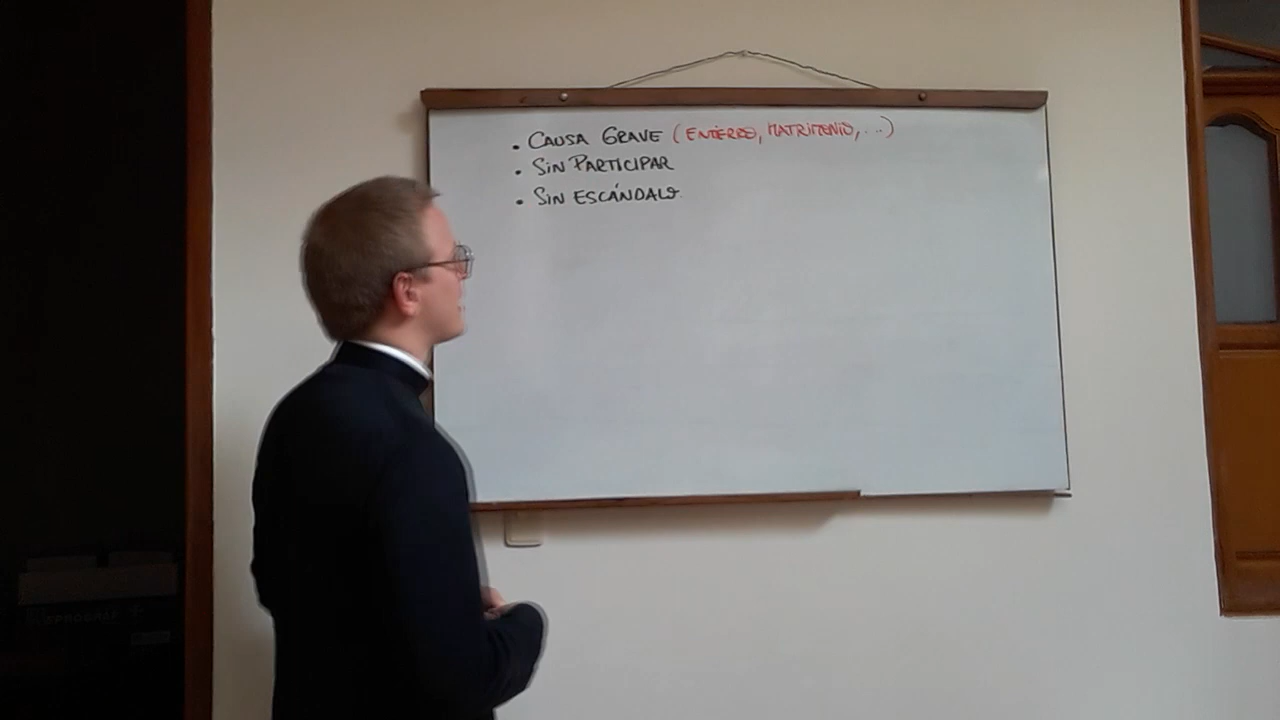 • CAUSA GRAVE (ENTIERRO, MATRIMONIO, ...)
• SIN PARTICIPAR
• SIN ESCÁNDALO.